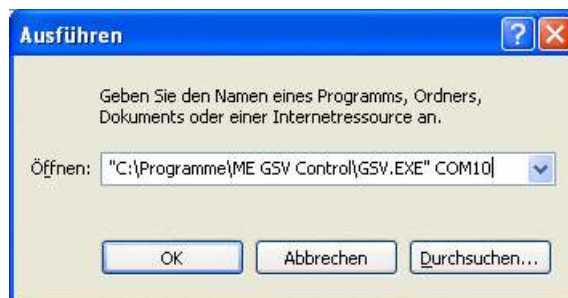 Ausführen
Geben Sie den Namen eines Programms, Ordners,
Dokuments oder einer Internetressource an.
Öffnen: "C:\Programme\ME GSV Control\GSV.EXE" COM10
OK Abbrechen Durchsuchen...